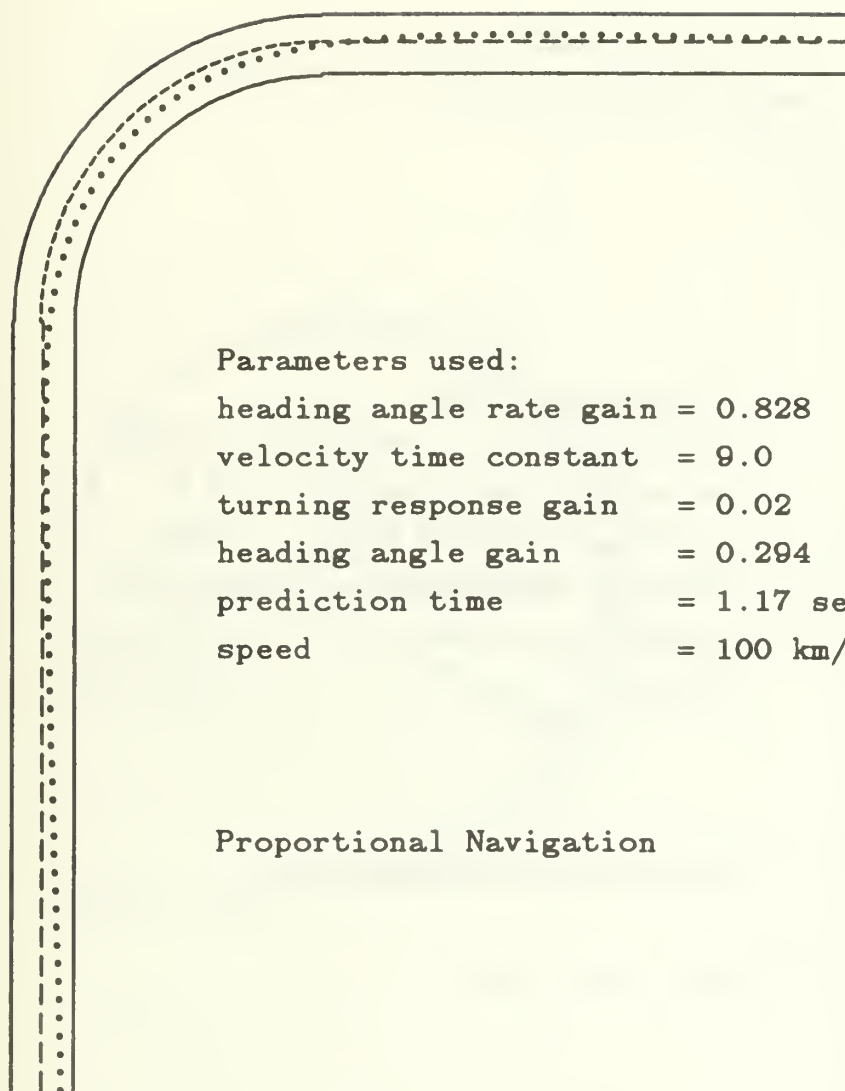 Parameters used:
heading angle rate gain = 0.828
velocity time constant = 9.0
turning response gain = 0.02
heading angle gain = 0.294
prediction time = 1.17 se
speed = 100 km/
Proportional Navigation